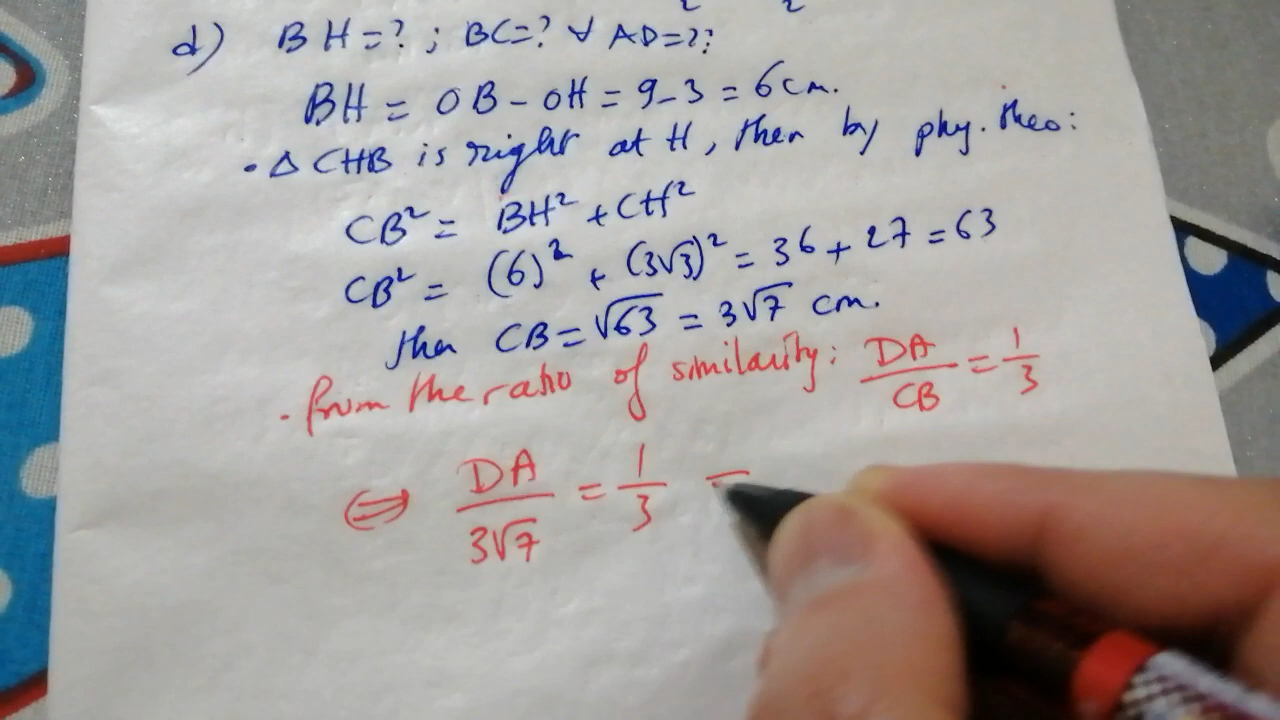 d) BH=? ; BC=? & AD=??
BH = OB - OH = 9-3 = 6cm.
• Δ CHB is right at H, then by phy. theo:
CB² = BH² + CH²
CB² = (6)² + (3√3)² = 36 + 27 = 63
then CB = √63 = 3√7 cm.
• from the ratio of similarity: DA/CB = 1/3
⇔ DA/3√7 = 1/3